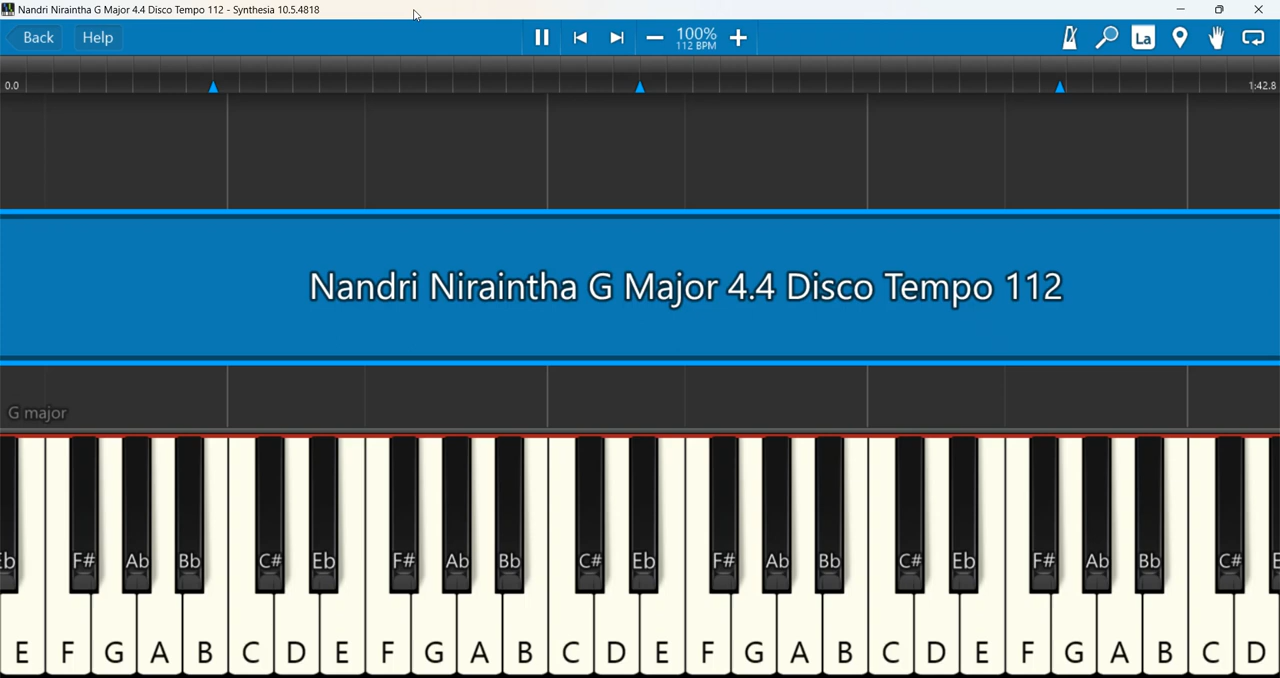 Nandri Niraintha G Major 4.4 Disco Tempo 112 - Synthesia 10.5.4818
Back Help 100% La
112 BPM
0.0 1:42.8
Nandri Niraintha G Major 4.4 Disco Tempo 112
G major
Eb F# Ab Bb C# Eb F# Ab Bb C# Eb F# Ab Bb C# Eb F# Ab Bb C# E
E F G A B C D E F G A B C D E F G A B C D E F G A B C D